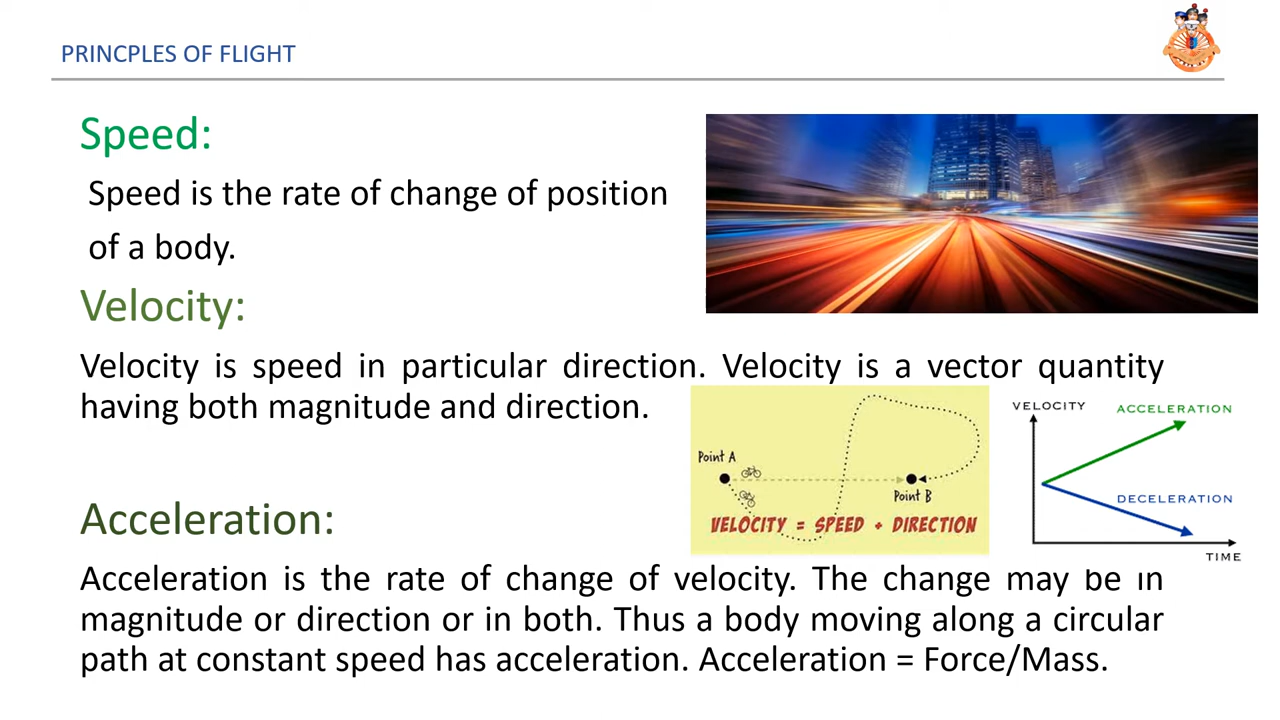 PRINCPLES OF FLIGHT
Speed:
Speed is the rate of change of position
of a body.
Velocity:
Velocity is speed in particular direction. Velocity is a vector quantity
having both magnitude and direction.
Point A
Point B
VELOCITY = SPEED + DIRECTION
VELOCITY
ACCELERATION
DECELERATION
TIME
Acceleration:
Acceleration is the rate of change of velocity. The change may be in
magnitude or direction or in both. Thus a body moving along a circular
path at constant speed has acceleration. Acceleration = Force/Mass.